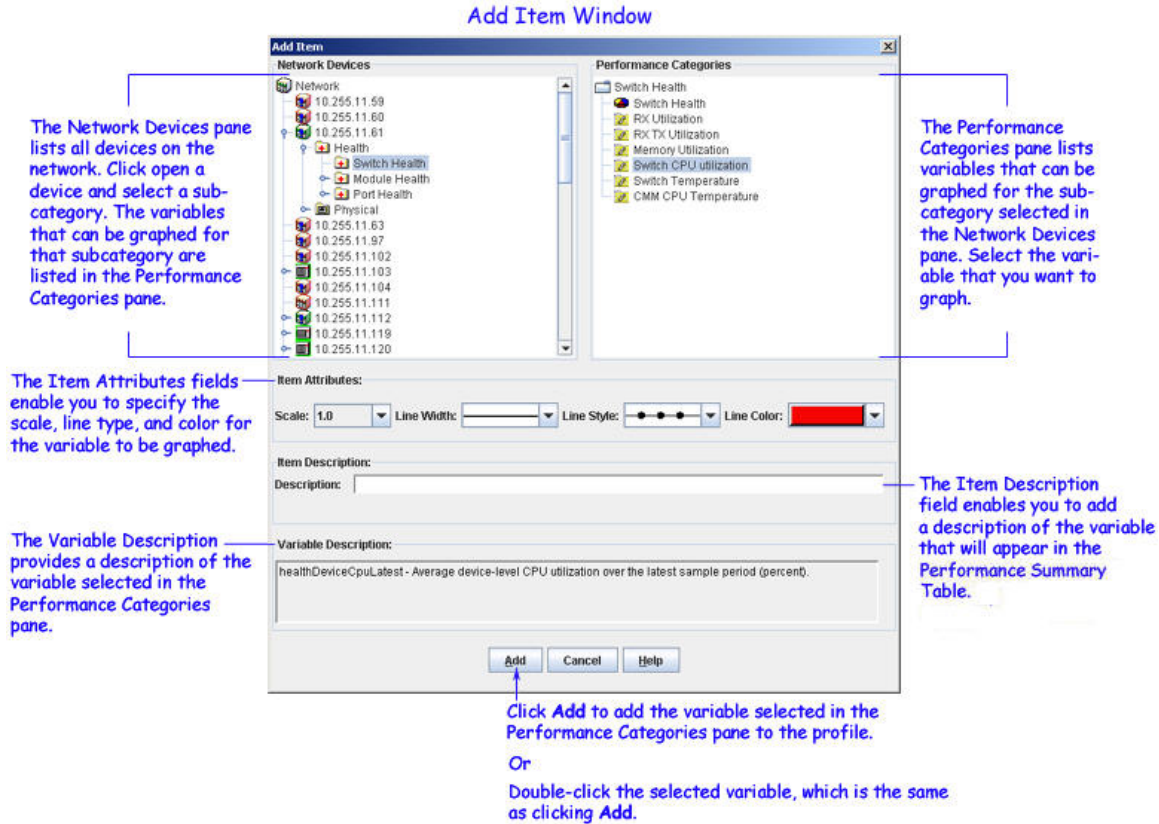 Add Item Window
Add Item
Network Devices
Network
10.255.11.59
10.255.11.60
10.255.11.61
Health
Switch Health
Module Health
Port Health
Physical
10.255.11.63
10.255.11.97
10.255.11.102
10.255.11.103
10.255.11.104
10.255.11.111
10.255.11.112
10.255.11.119
10.255.11.120
Performance Categories
Switch Health
Switch Health
RX Utilization
RX TX Utilization
Memory Utilization
Switch CPU utilization
Switch Temperature
CMM CPU Temperature
The Network Devices pane
lists all devices on the
network. Click open a
device and select a sub-
category. The variables
that can be graphed for
that subcategory are
listed in the Performance
Categories pane.
The Performance
Categories pane lists
variables that can be
graphed for the sub-
category selected in
the Network Devices
pane. Select the vari-
able that you want to
graph.
The Item Attributes fields
enable you to specify the
scale, line type, and color for
the variable to be graphed.
Item Attributes:
Scale: 1.0 Line Width: Line Style: Line Color:
Item Description:
Description:
The Item Description
field enables you to add
a description of the variable
that will appear in the
Performance Summary
Table.
The Variable Description
provides a description of the
variable selected in the
Performance Categories
pane.
Variable Description:
healthDeviceCpuLatest - Average device-level CPU utilization over the latest sample period (percent).
Add Cancel Help
Click Add to add the variable selected in the
Performance Categories pane to the profile.
Or
Double-click the selected variable, which is the same
as clicking Add.